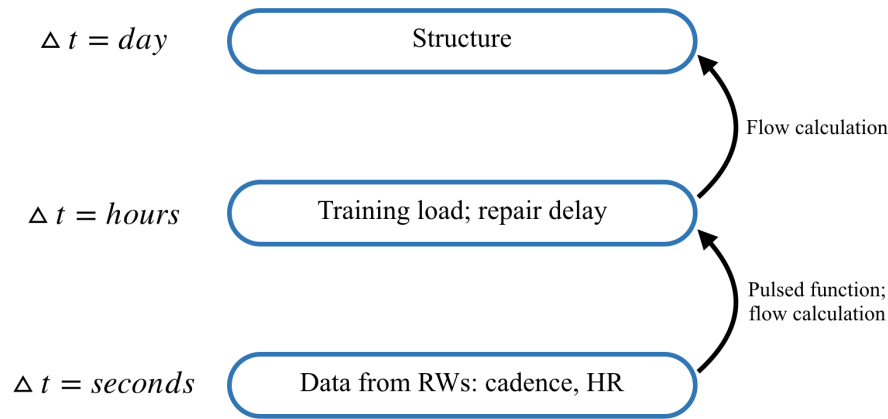 △ t = day
Structure
Flow calculation
△ t = hours
Training load; repair delay
Pulsed function;
flow calculation
△ t = seconds
Data from RWs: cadence, HR